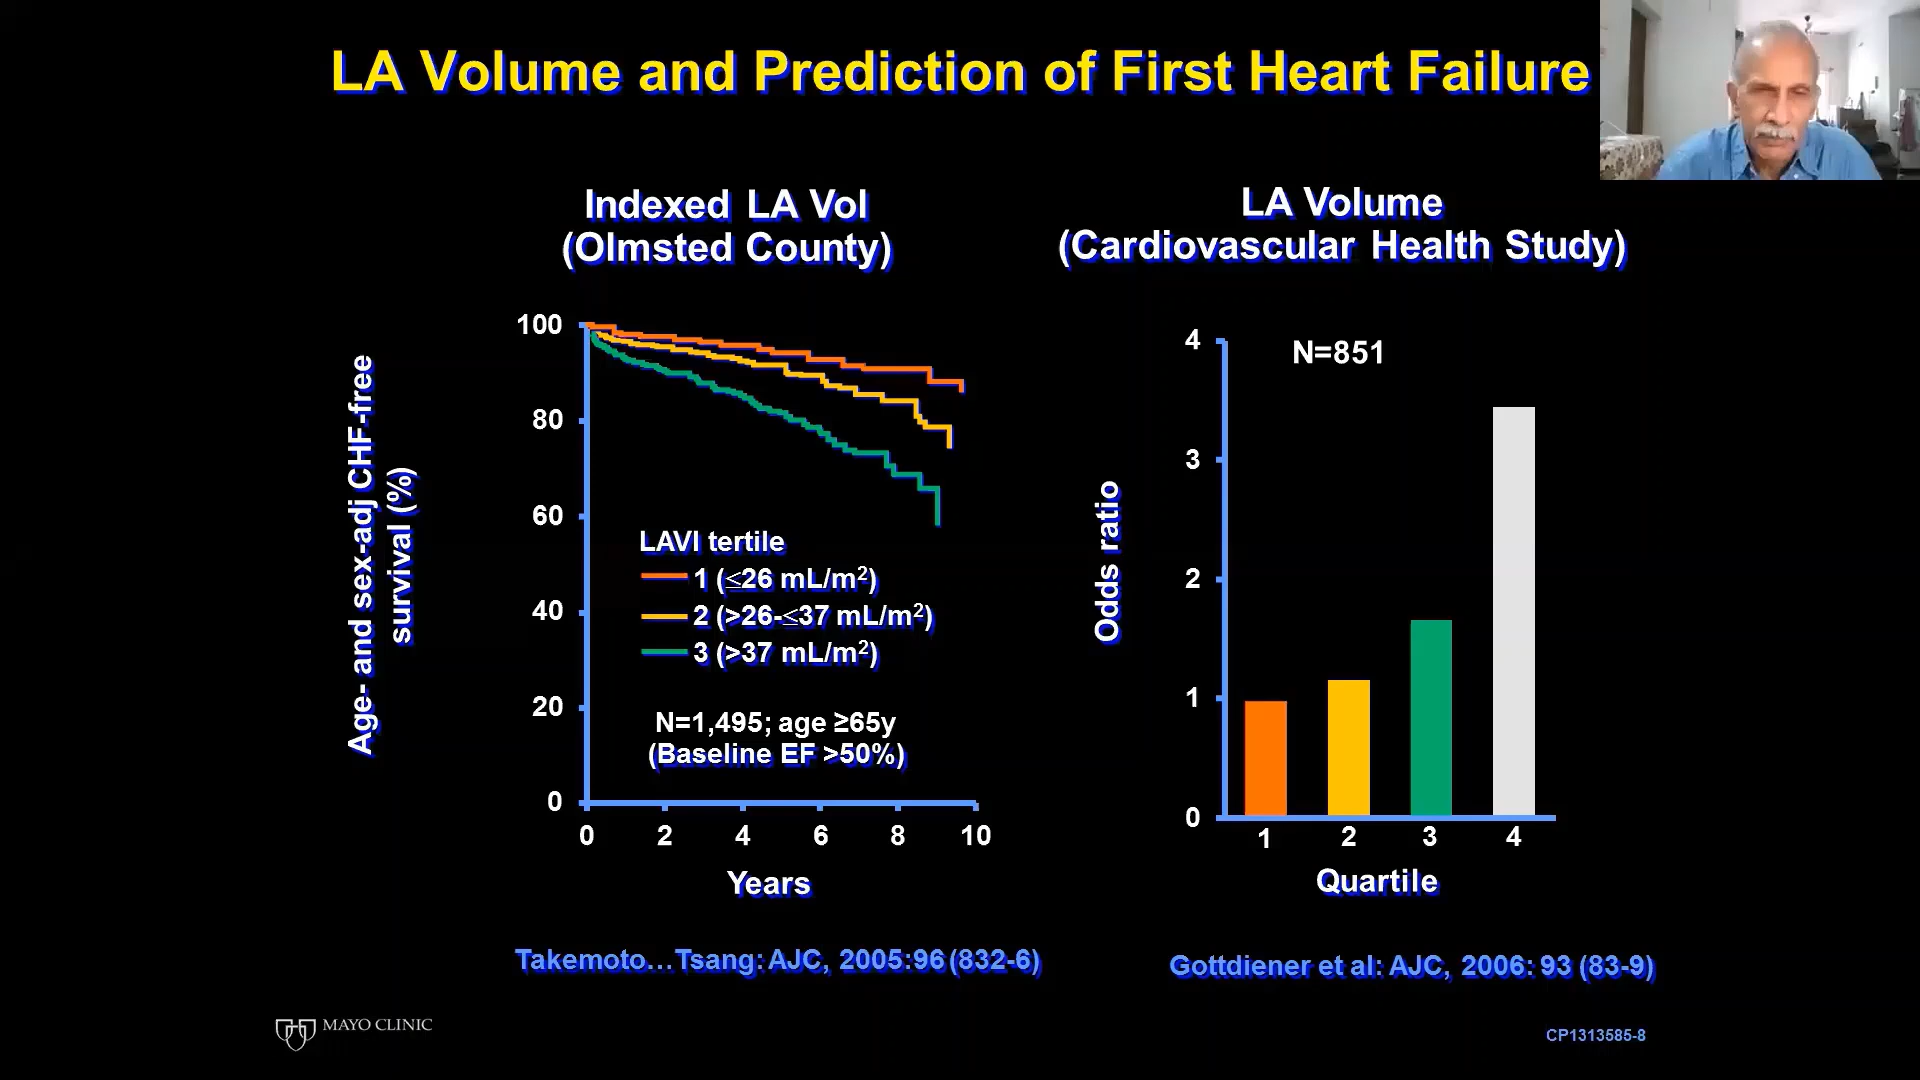 LA Volume and Prediction of First Heart Failure
Indexed LA Vol
(Olmsted County)
Age- and sex-adj CHF-free
survival (%)
100
80
60
40
20
0
LAVI tertile
1 (≤26 mL/m²)
2 (>26-≤37 mL/m²)
3 (>37 mL/m²)
N=1,495; age ≥65y
(Baseline EF >50%)
0 2 4 6 8 10
Years
Takemoto…Tsang: AJC, 2005:96 (832-6)
LA Volume
(Cardiovascular Health Study)
Odds ratio
4
3
2
1
0
N=851
1 2 3 4
Quartile
Gottdiener et al: AJC, 2006: 93 (83-9)
MAYO CLINIC
CP1313585-8